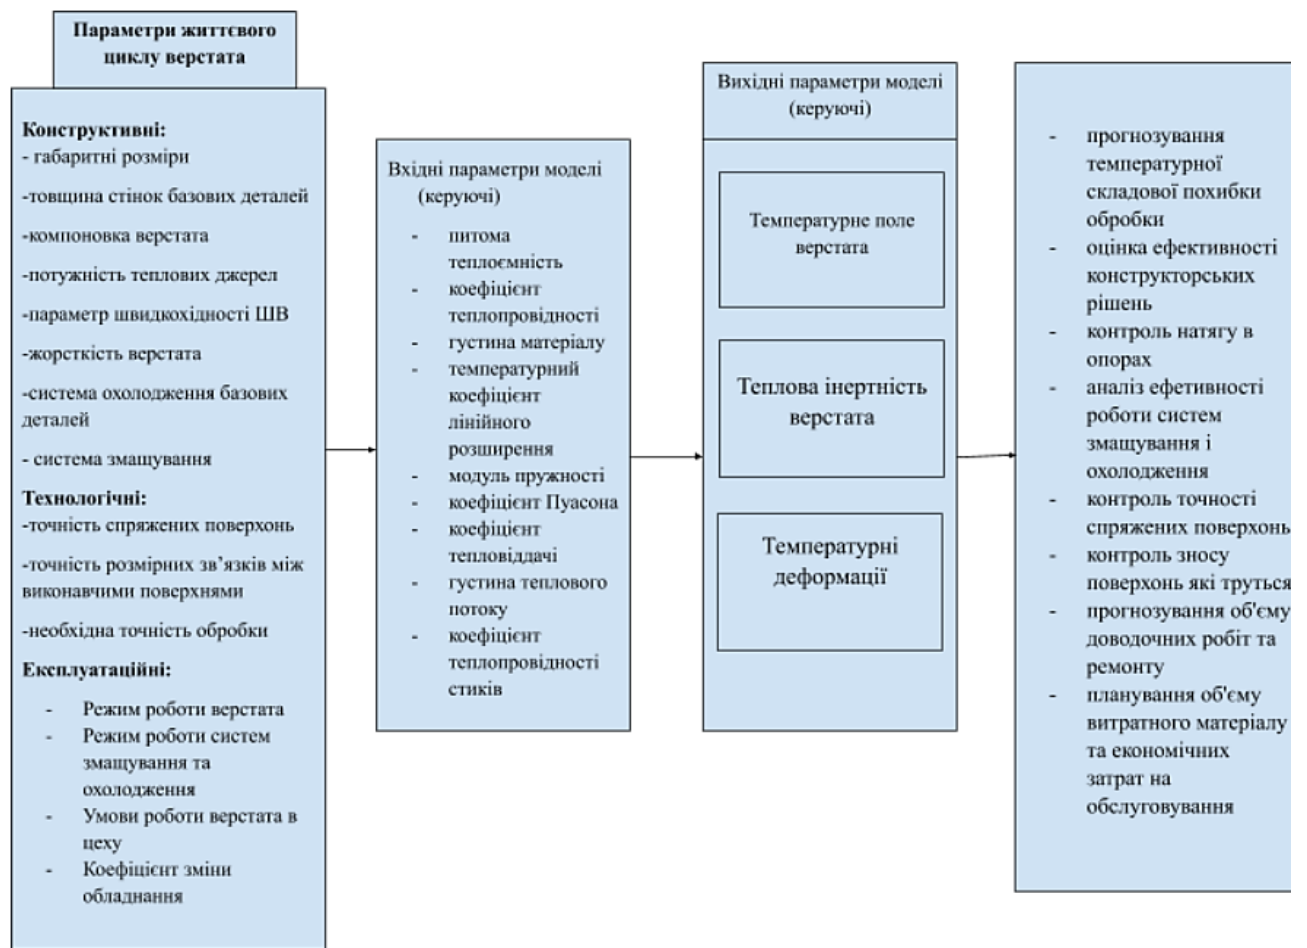 Параметри життєвого
циклу верстата
Конструктивні:
- габаритні розміри
-товщина стінок базових деталей
-компоновка верстата
-потужність теплових джерел
-параметр швидкохідності ШВ
-жорсткість верстата
-система охолодження базових
деталей
- система змащування
Технологічні:
-точність спряжених поверхонь
-точність розмірних зв’язків між
виконавчими поверхнями
-необхідна точність обробки
Експлуатаційні:
- Режим роботи верстата
- Режим роботи систем
змащування та
охолодження
- Умови роботи верстата в
цеху
- Коефіцієнт зміни
обладнання
Вхідні параметри моделі
(керуючі)
- питома
теплоємність
- коефіцієнт
теплопровідності
- густина матеріалу
- температурний
коефіцієнт
лінійного
розширення
- модуль пружності
- коефіцієнт Пуасона
- коефіцієнт
тепловіддачі
- густина теплового
потоку
- коефіцієнт
теплопровідності
стиків
Вихідні параметри моделі
(керуючі)
Температурне поле
верстата
Теплова інертність
верстата
Температурні
деформації
- прогнозування
температурної
складової похибки
обробки
- оцінка ефективності
конструкторських
рішень
- контроль натягу в
опорах
- аналіз ефетивності
роботи систем
змащування і
охолодження
- контроль точності
спряжених поверхонь
- контроль зносу
поверхонь які труться
- прогнозування об'єму
доводочних робіт та
ремонту
- планування об'єму
витратного матеріалу
та економічних
затрат на
обслуговування